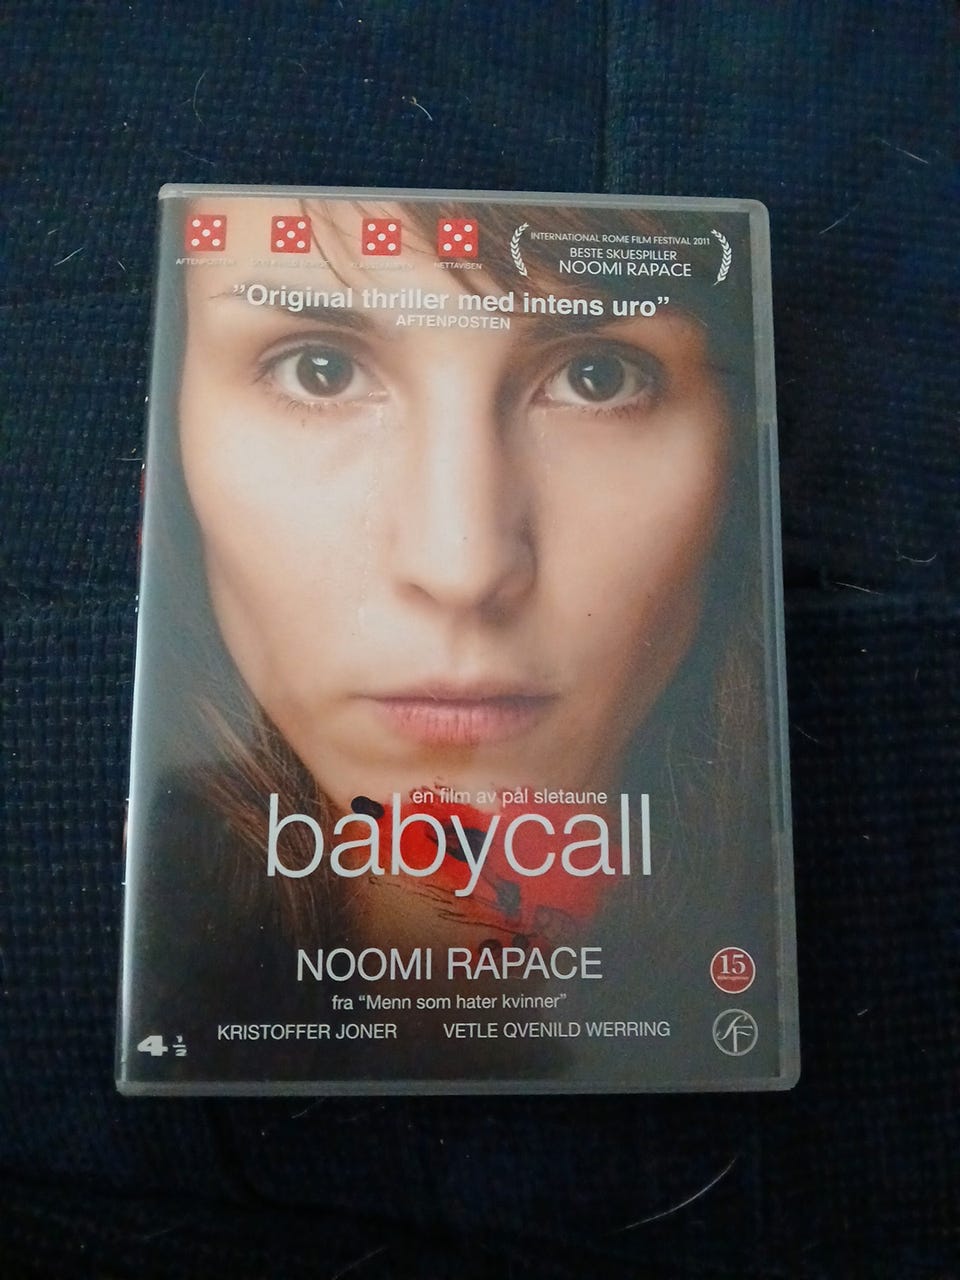 AFTENPOSTEN
KLASSEKAMPEN
NETTAVISEN
INTERNATIONAL ROME FILM FESTIVAL 2011
BESTE SKUESPILLER
NOOMI RAPACE
"Original thriller med intens uro"
AFTENPOSTEN
en film av pål sletaune
babycall
NOOMI RAPACE
fra "Menn som hater kvinner"
KRISTOFFER JONER VETLE QVENILD WERRING
15
SF
4 1/2